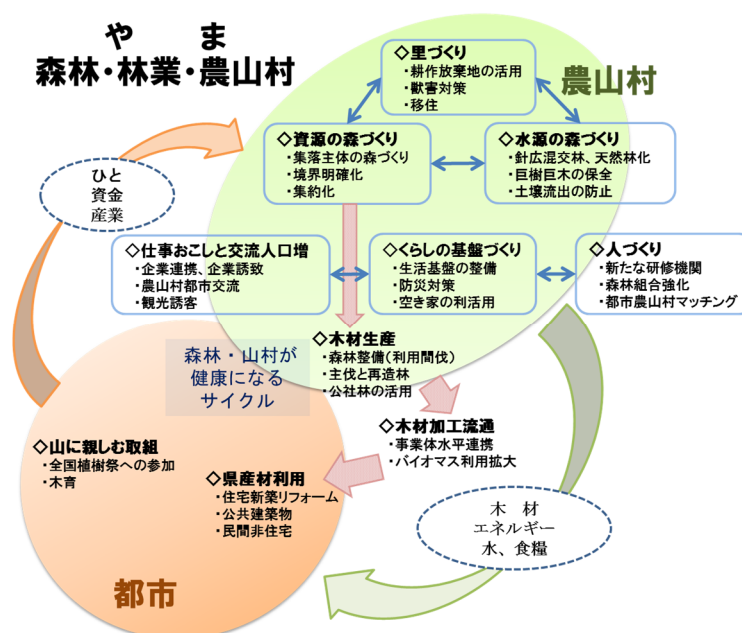 や ま
森林・林業・農山村
農山村
◇里づくり
・耕作放棄地の活用
・獣害対策
・移住
◇資源の森づくり
・集落主体の森づくり
・境界明確化
・集約化
◇水源の森づくり
・針広混交林、天然林化
・巨樹巨木の保全
・土壌流出の防止
ひと
資金
産業
◇仕事おこしと交流人口増
・企業連携、企業誘致
・農山村都市交流
・観光誘客
◇くらしの基盤づくり
・生活基盤の整備
・防災対策
・空き家の利活用
◇人づくり
・新たな研修機関
・森林組合強化
・都市農山村マッチング
◇木材生産
・森林整備(利用間伐)
・主伐と再造林
・公社林の活用
森林・山村が
健康になる
サイクル
◇木材加工流通
・事業体水平連携
・バイオマス利用拡大
◇山に親しむ取組
・全国植樹祭への参加
・木育
◇県産材利用
・住宅新築リフォーム
・公共建築物
・民間非住宅
木 材
エネルギー
水、食糧
都市